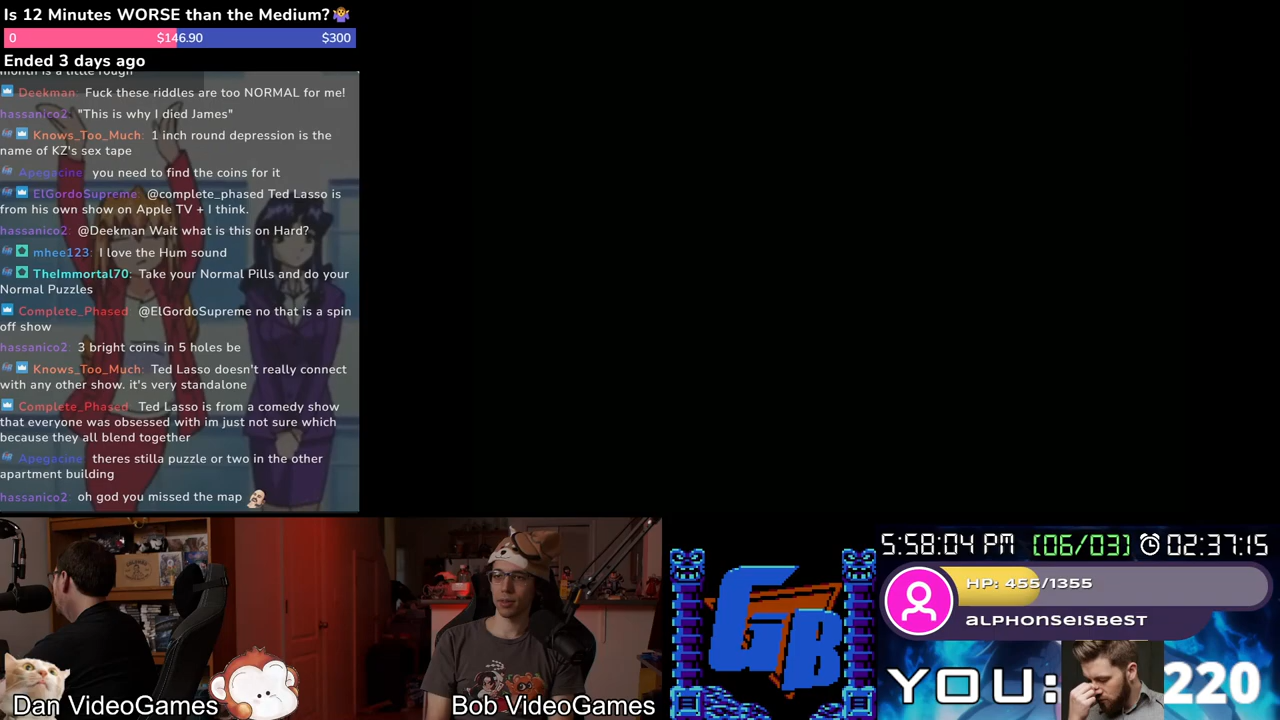 Is 12 Minutes WORSE than the Medium?🤷‍♀️
0 $146.90 $300
Ended 3 days ago
month is a little rough
Deekman: Fuck these riddles are too NORMAL for me!
hassanico2: "This is why I died James"
Knows_Too_Much: 1 inch round depression is the
name of KZ's sex tape
Apegacine: you need to find the coins for it
ElGordoSupreme: @complete_phased Ted Lasso is
from his own show on Apple TV + I think.
hassanico2: @Deekman Wait what is this on Hard?
mhee123: I love the Hum sound
TheImmortal70: Take your Normal Pills and do your
Normal Puzzles
Complete_Phased: @ElGordoSupreme no that is a spin
off show
hassanico2: 3 bright coins in 5 holes be
Knows_Too_Much: Ted Lasso doesn't really connect
with any other show. it's very standalone
Complete_Phased: Ted Lasso is from a comedy show
that everyone was obsessed with im just not sure which
because they all blend together
Apegacine: theres stilla puzzle or two in the other
apartment building
hassanico2: oh god you missed the map
Dan VideoGames
Bob VideoGames
GB
5:58:04 PM [06/03] 02:37:15
HP: 455/1355
alphonseisbest
YOU: 220